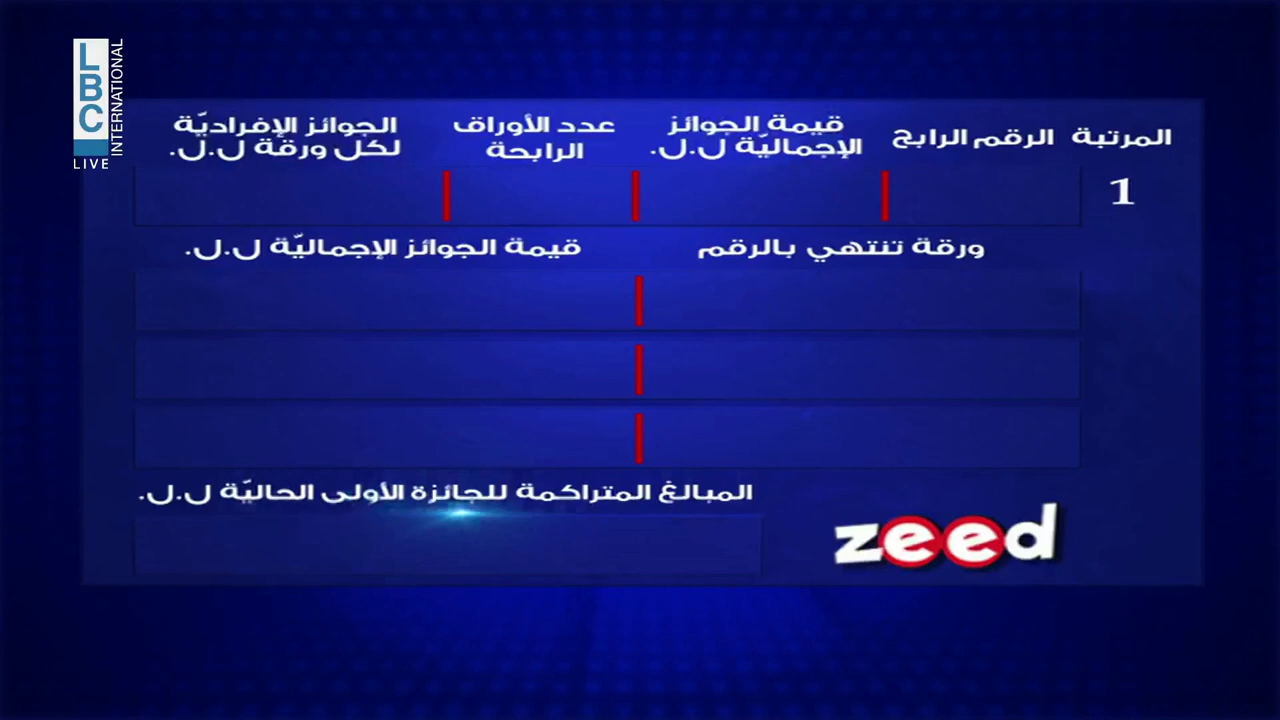 LBC
INTERNATIONAL
LIVE
المرتبة
الرقم الرابح
قيمة الجوائز
الإجماليّة ل.ل.
عدد الأوراق
الرابحة
الجوائز الإفراديّة
لكل ورقة ل.ل.
1
ورقة تنتهي بالرقم
قيمة الجوائز الإجماليّة ل.ل.
المبالغ المتراكمة للجائزة الأولى الحاليّة ل.ل.
zeed